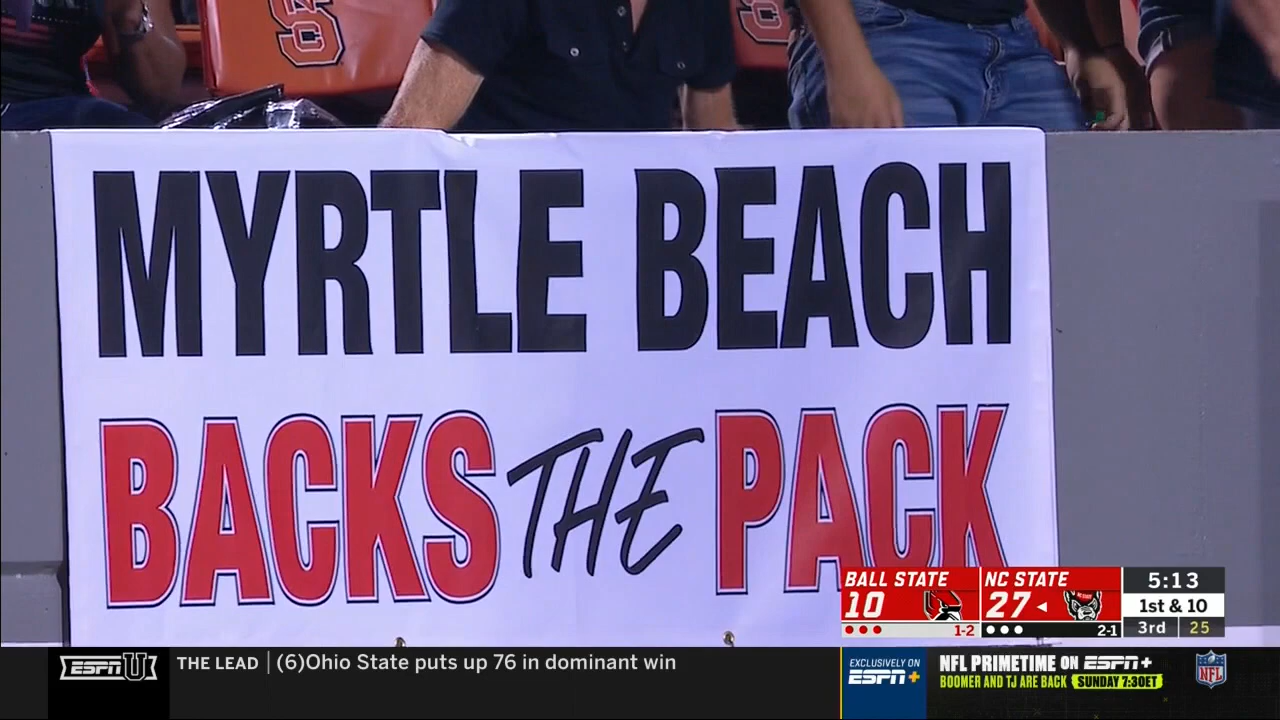 MYRTLE BEACH
BACKS THE PACK
BALL STATE
10
1-2
NC STATE
27
2-1
5:13
1st & 10
3rd 25
ESPNU
THE LEAD | (6)Ohio State puts up 76 in dominant win
EXCLUSIVELY ON
ESPN+
NFL PRIMETIME ON ESPN+
BOOMER AND TJ ARE BACK SUNDAY 7:30ET
NFL